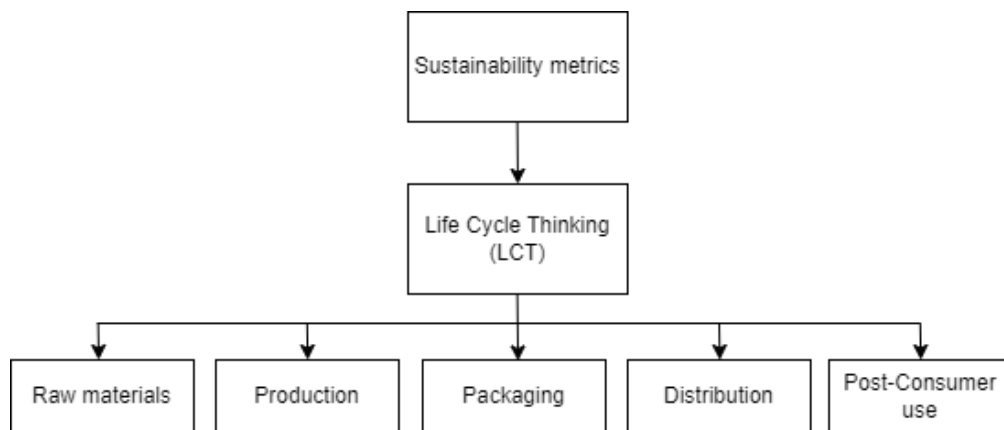 Sustainability metrics
Life Cycle Thinking
(LCT)
Raw materials
Production
Packaging
Distribution
Post-Consumer
use